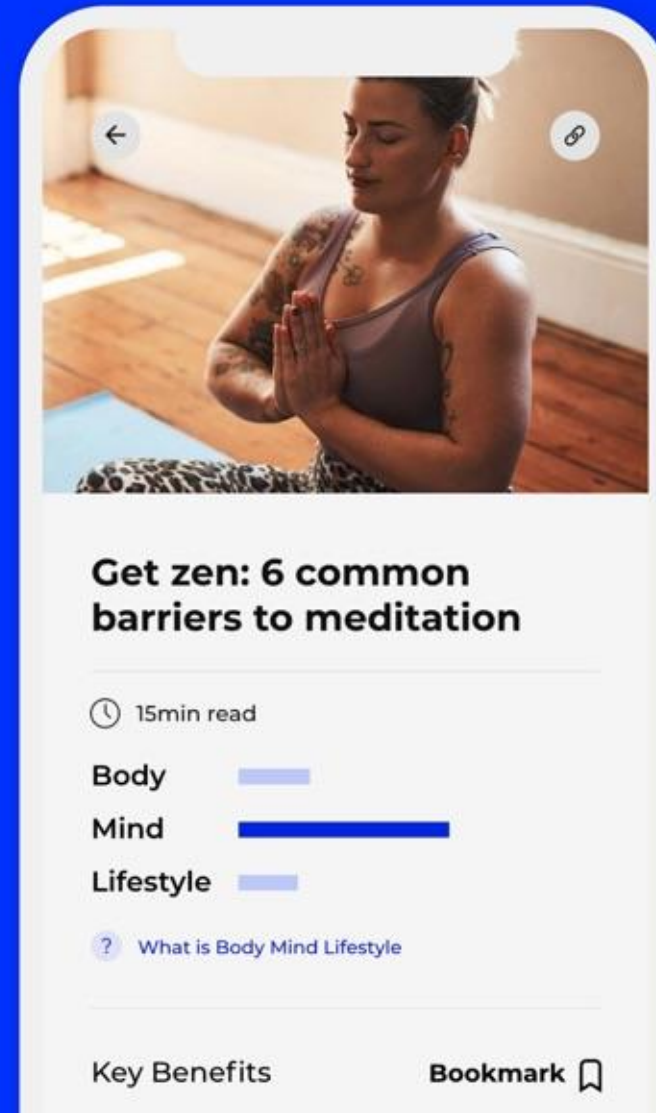 Get zen: 6 common
barriers to meditation
15min read
Body
Mind
Lifestyle
? What is Body Mind Lifestyle
Key Benefits Bookmark